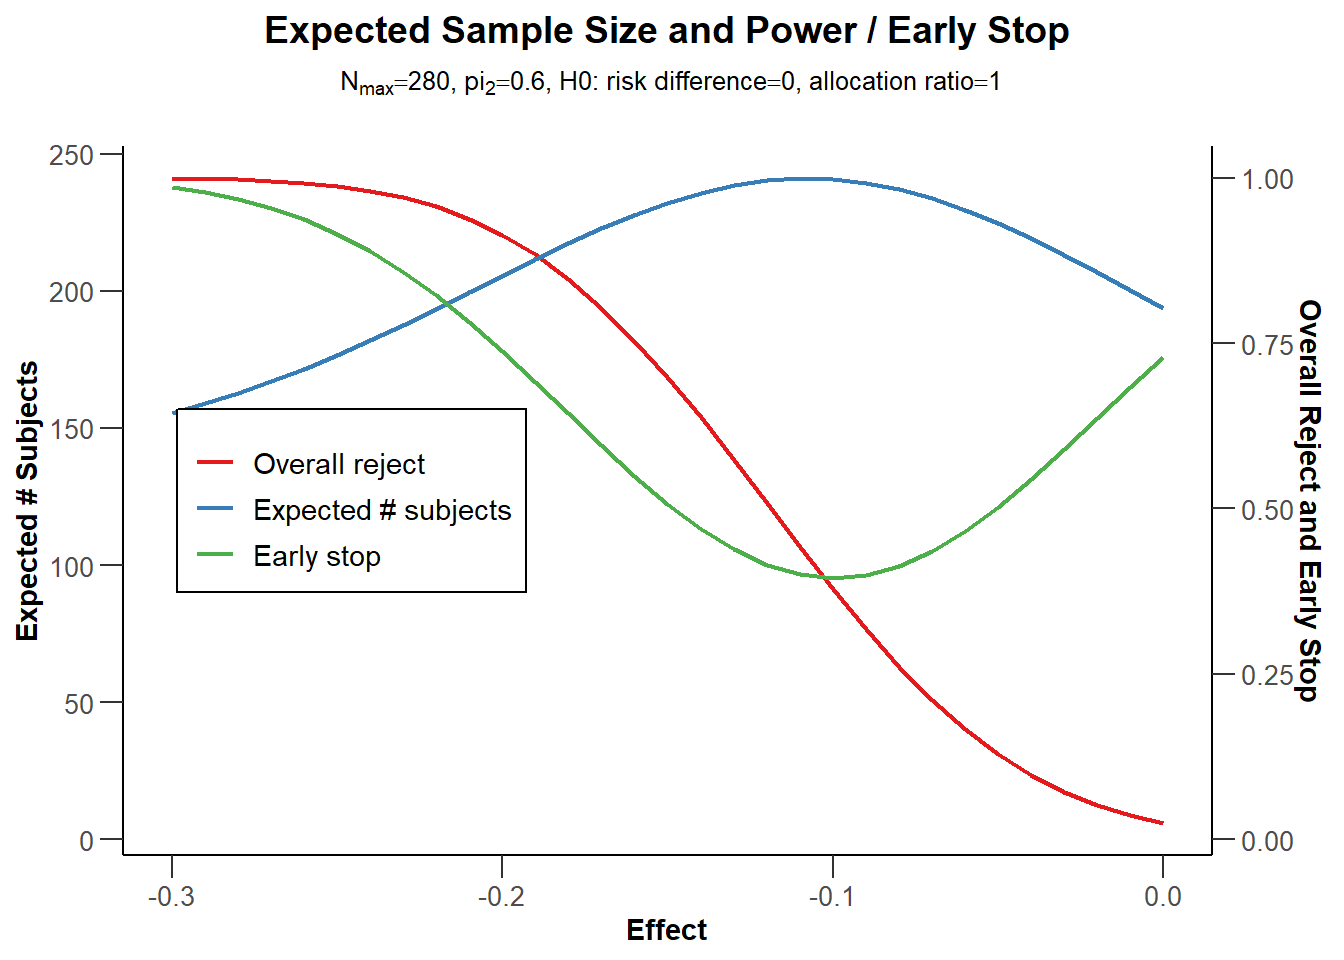 Expected Sample Size and Power / Early Stop
Nmax=280, pi2=0.6, H0: risk difference=0, allocation ratio=1
Expected # Subjects
250
200
150
100
50
0
Overall reject
Expected # subjects
Early stop
1.00
0.75
0.50
0.25
0.00
Overall Reject and Early Stop
-0.3
-0.2
-0.1
0.0
Effect